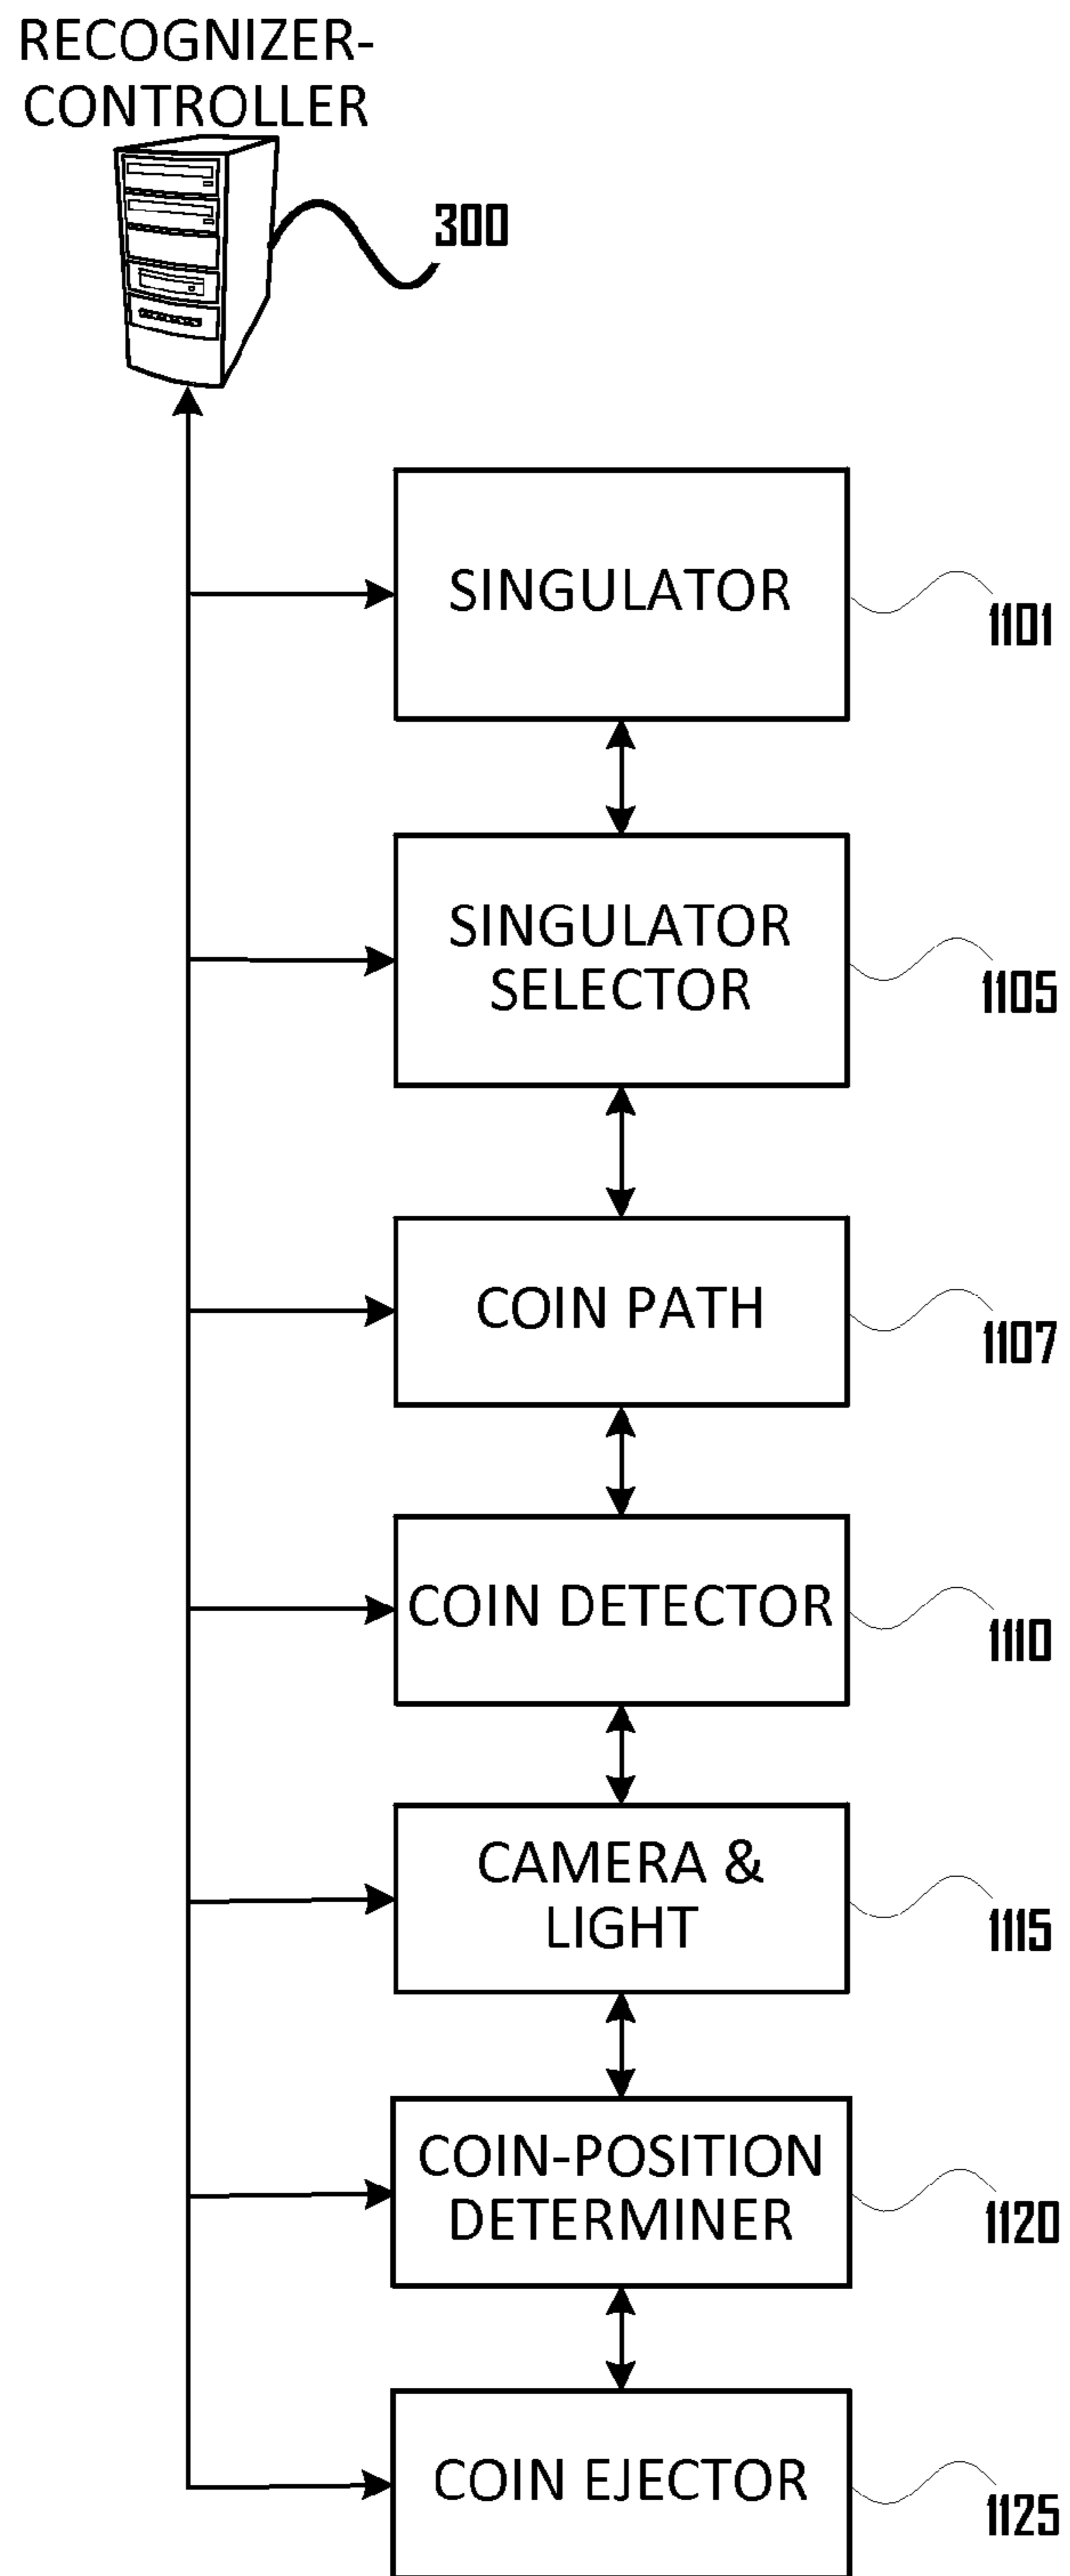 RECOGNIZER-
CONTROLLER
300
SINGULATOR
1101
SINGULATOR
SELECTOR
1105
COIN PATH
1107
COIN DETECTOR
1110
CAMERA &
LIGHT
1115
COIN-POSITION
DETERMINER
1120
COIN EJECTOR
1125